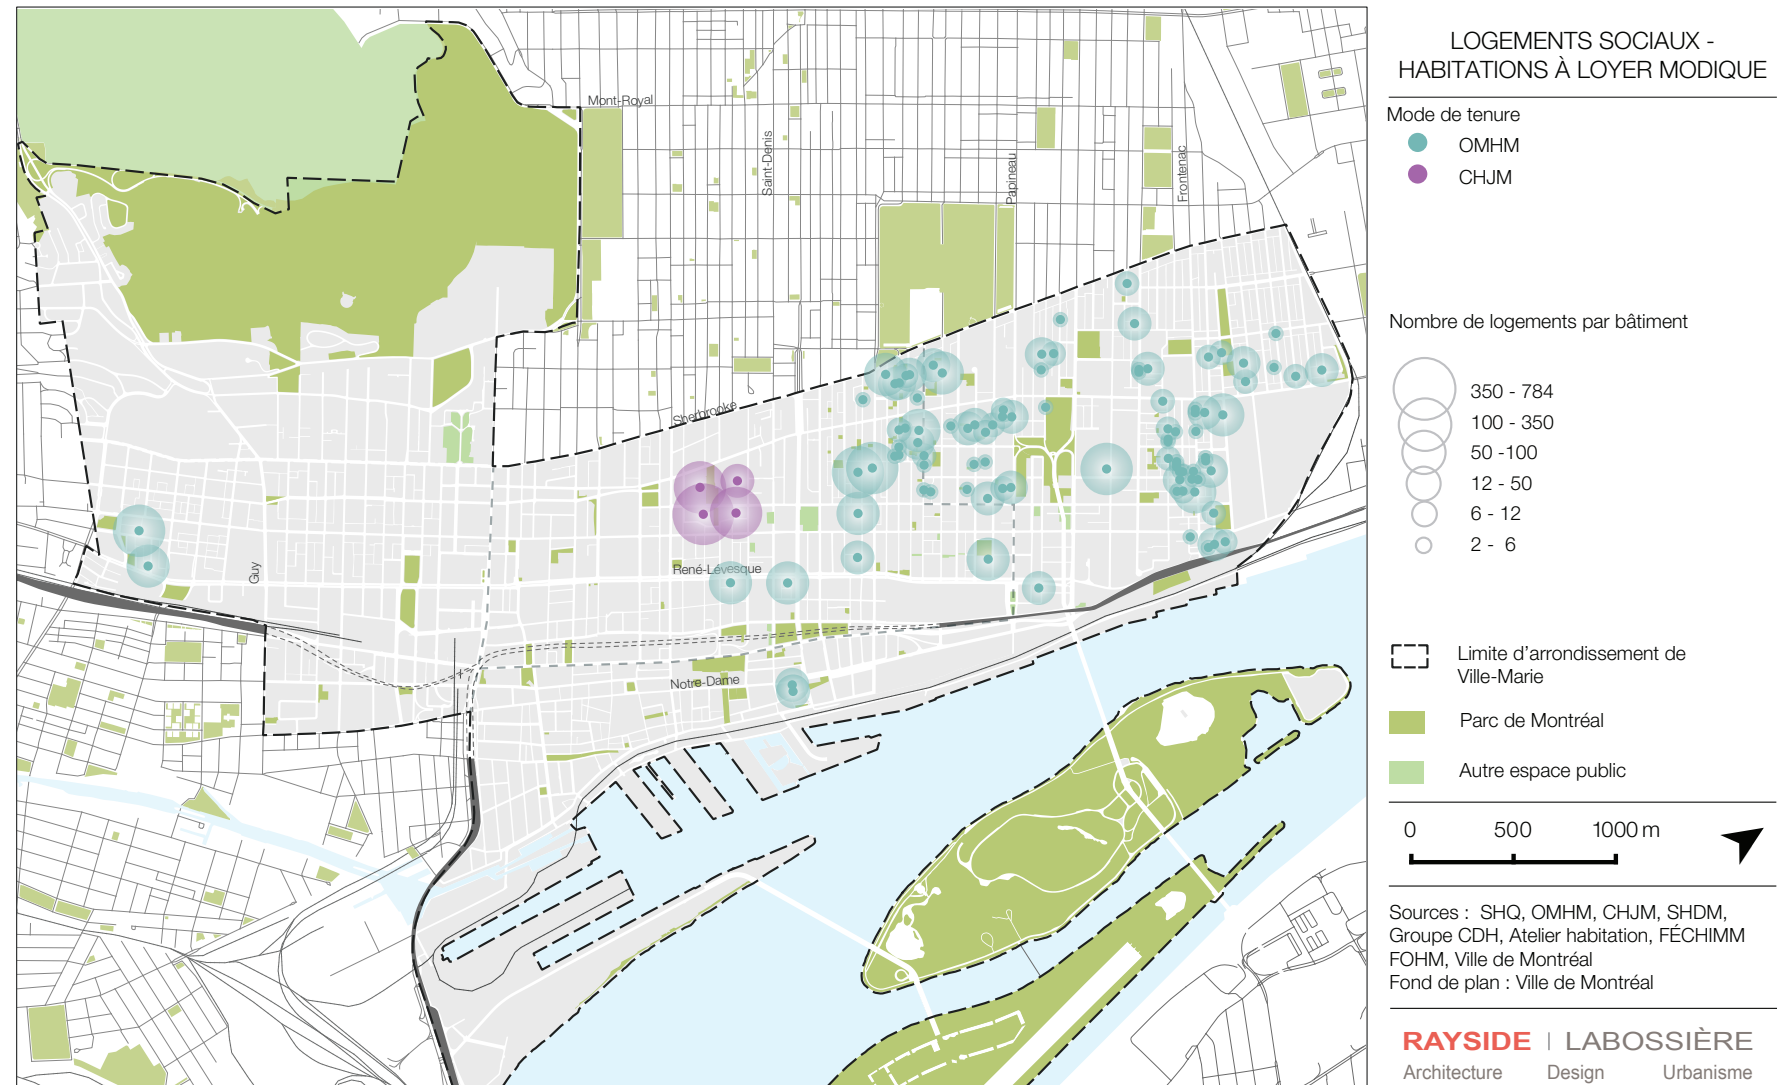 Mont-Royal
Saint-Denis
Papineau
Frontenac
Sherbrooke
Guy
René-Lévesque
Notre-Dame
LOGEMENTS SOCIAUX -
HABITATIONS À LOYER MODIQUE
Mode de tenure
OMHM
CHJM
Nombre de logements par bâtiment
350 - 784
100 - 350
50 -100
12 - 50
6 - 12
2 - 6
Limite d'arrondissement de
Ville-Marie
Parc de Montréal
Autre espace public
0 500 1000 m
Sources : SHQ, OMHM, CHJM, SHDM,
Groupe CDH, Atelier habitation, FÉCHIMM
FOHM, Ville de Montréal
Fond de plan : Ville de Montréal
RAYSIDE | LABOSSIÈRE
Architecture Design Urbanisme